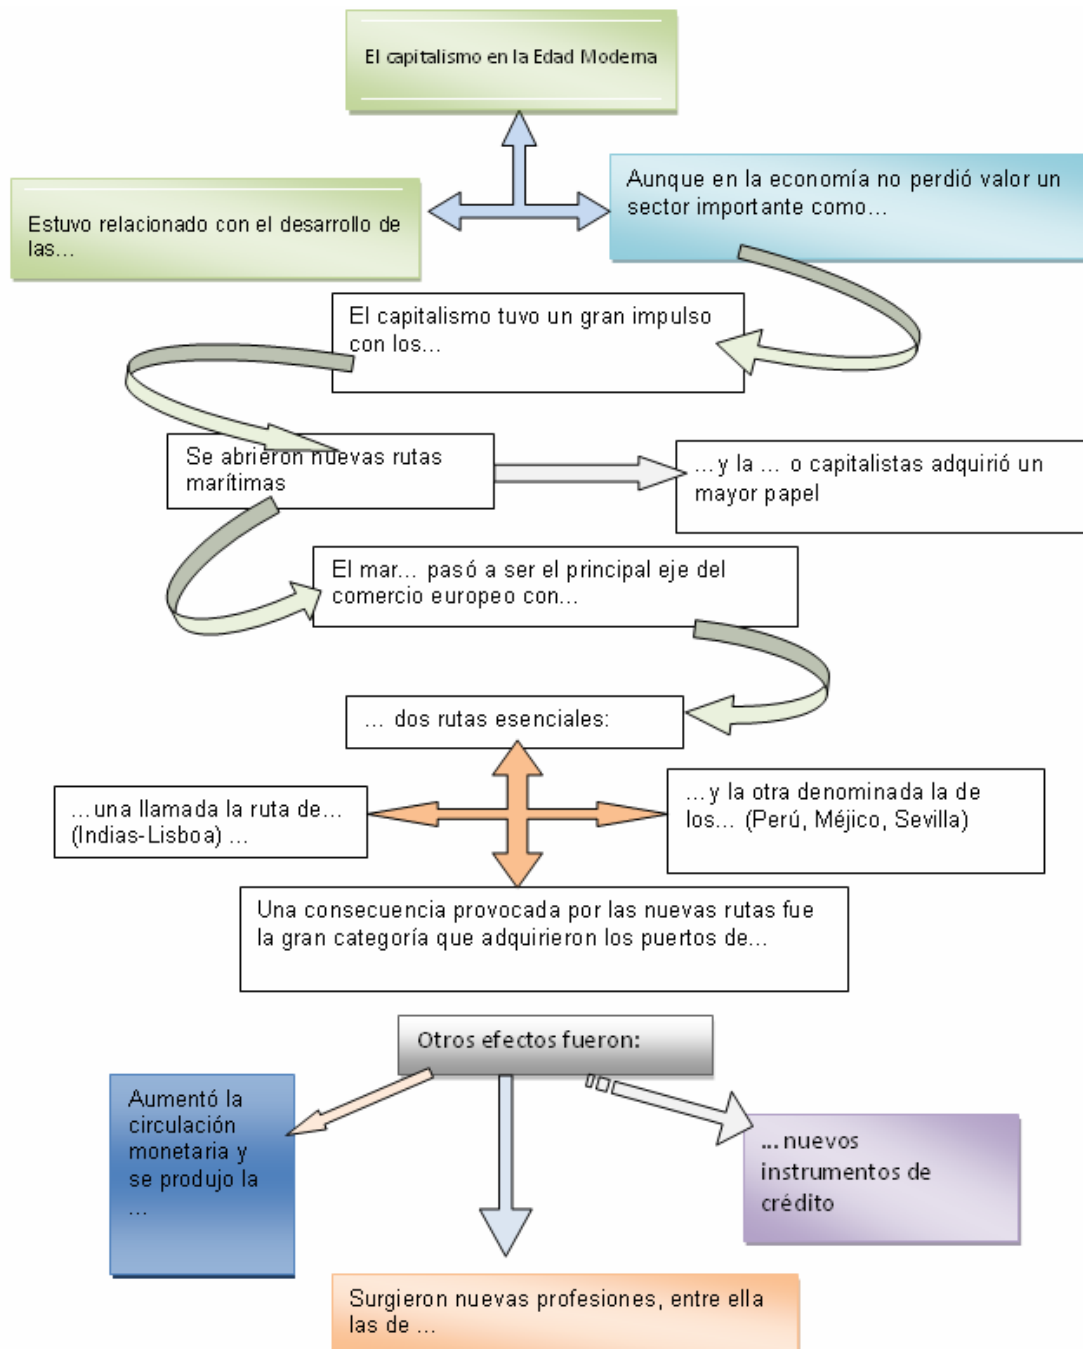 El capitalismo en la Edad Moderna
Estuvo relacionado con el desarrollo de
las...
Aunque en la economía no perdió valor un
sector importante como...
El capitalismo tuvo un gran impulso
con los...
Se abrieron nuevas rutas
marítimas
... y la ... o capitalistas adquirió un
mayor papel
El mar... pasó a ser el principal eje del
comercio europeo con...
... dos rutas esenciales:
... una llamada la ruta de...
(Indias-Lisboa) ...
... y la otra denominada la de
los... (Perú, Méjico, Sevilla)
Una consecuencia provocada por las nuevas rutas fue
la gran categoría que adquirieron los puertos de...
Otros efectos fueron:
Aumentó la
circulación
monetaria y
se produjo la
...
... nuevos
instrumentos de
crédito
Surgieron nuevas profesiones, entre ella
las de ...